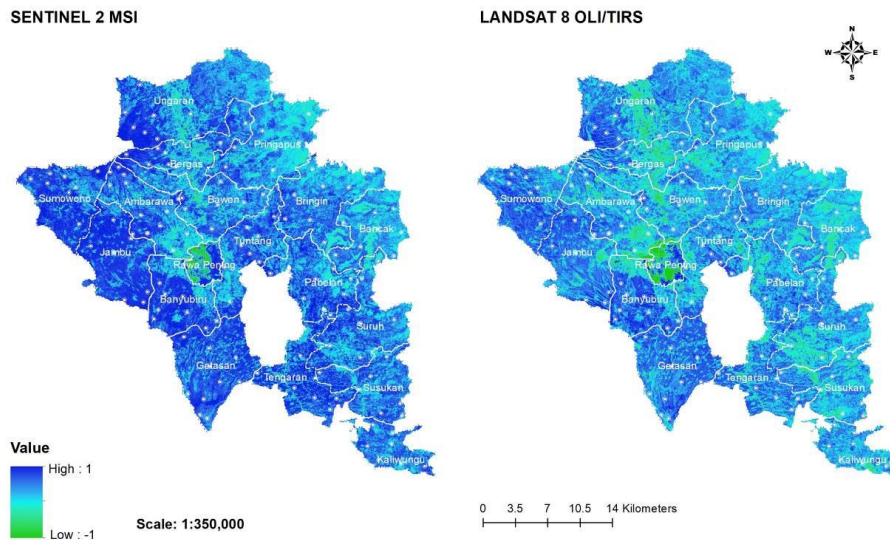 SENTINEL 2 MSI
LANDSAT 8 OLI/TIRS
N
W E
S
Ungaran
Pringapus
Bergas
Sumowono
Ambarawa
Bawen
Bringin
Bancak
Jambu
Tuntang
Rawa Pening
Pabelan
Banyubiru
Suruh
Getasan
Tengaran
Susukan
Kaliwungu
Ungaran
Pringapus
Bergas
Sumowono
Ambarawa
Bawen
Bringin
Bancak
Jambu
Tuntang
Rawa Pening
Pabelan
Banyubiru
Suruh
Getasan
Tengaran
Susukan
Kaliwungu
Value
High : 1
Low : -1
Scale: 1:350,000
0 3.5 7 10.5 14 Kilometers